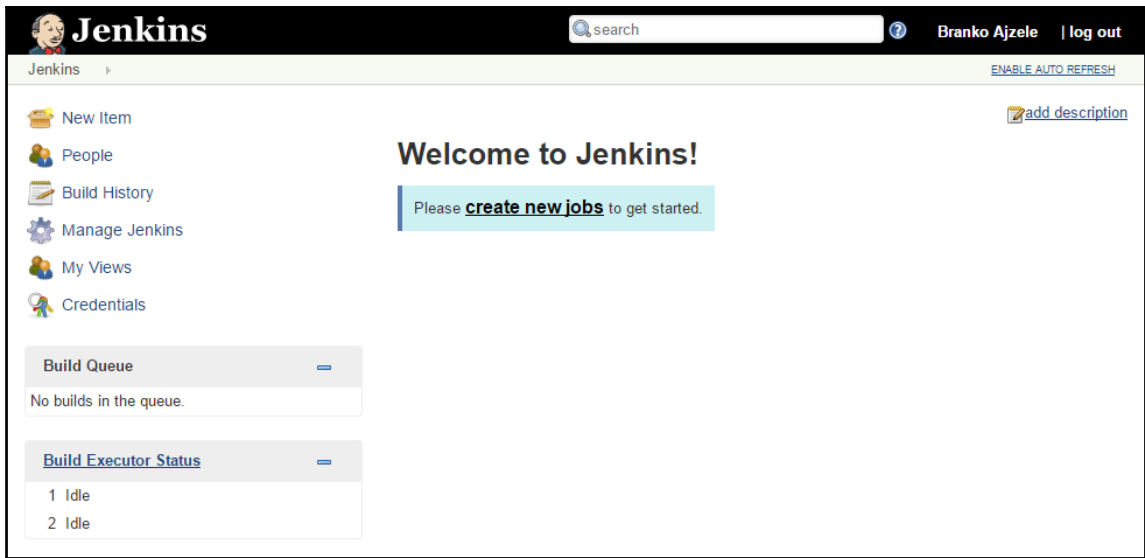 Jenkins
search
?
Branko Ajzele | log out
Jenkins
ENABLE AUTO REFRESH
New Item
People
Build History
Manage Jenkins
My Views
Credentials
add description
Welcome to Jenkins!
Please create new jobs to get started.
Build Queue
No builds in the queue.
Build Executor Status
1 Idle
2 Idle